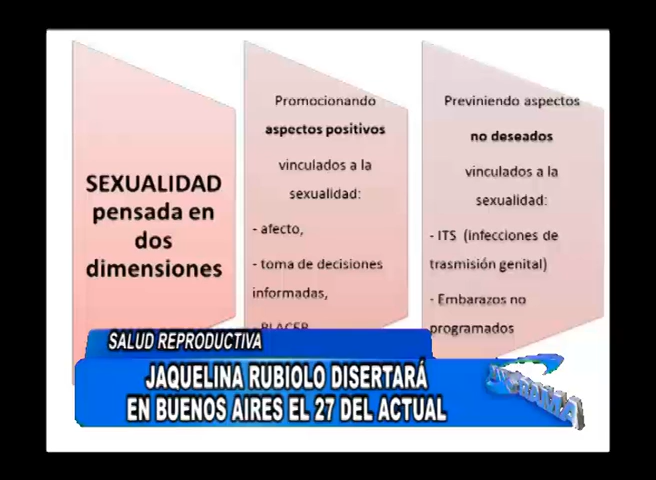 SEXUALIDAD
pensada en
dos
dimensiones
Promocionando
aspectos positivos
vinculados a la
sexualidad:
- afecto,
- toma de decisiones
informadas,
- PLACER
Previniendo aspectos
no deseados
vinculados a la
sexualidad:
- ITS (infecciones de
trasmisión genital)
- Embarazos no
programados
SALUD REPRODUCTIVA
JAQUELINA RUBIOLO DISERTARÁ
EN BUENOS AIRES EL 27 DEL ACTUAL